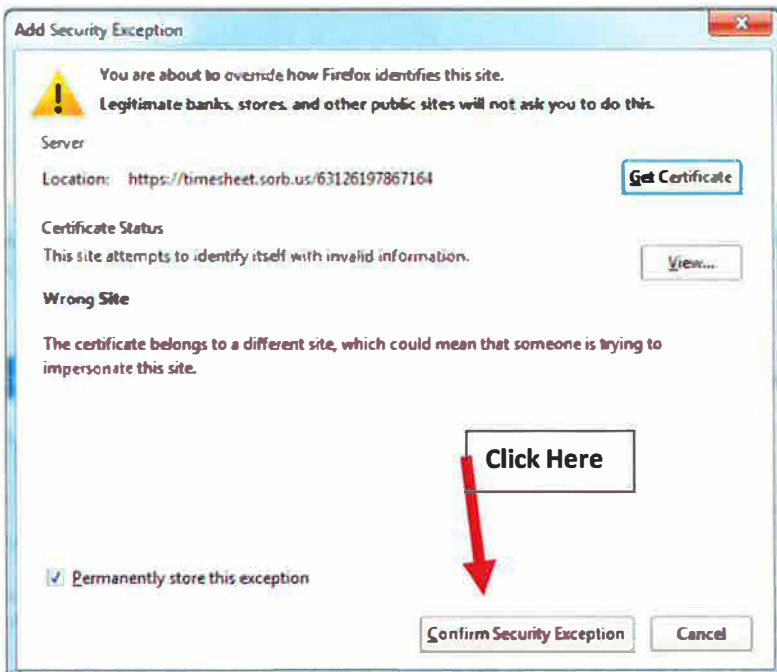 Add Security Exception
You are about to override how Firefox identifies this site.
Legitimate banks, stores, and other public sites will not ask you to do this.
Server
Location: https://timesheet.sorb.us/63126197867164
Get Certificate
Certificate Status
This site attempts to identify itself with invalid information.
View...
Wrong Site
The certificate belongs to a different site, which could mean that someone is trying to
impersonate this site.
Click Here
Permanently store this exception
Confirm Security Exception
Cancel